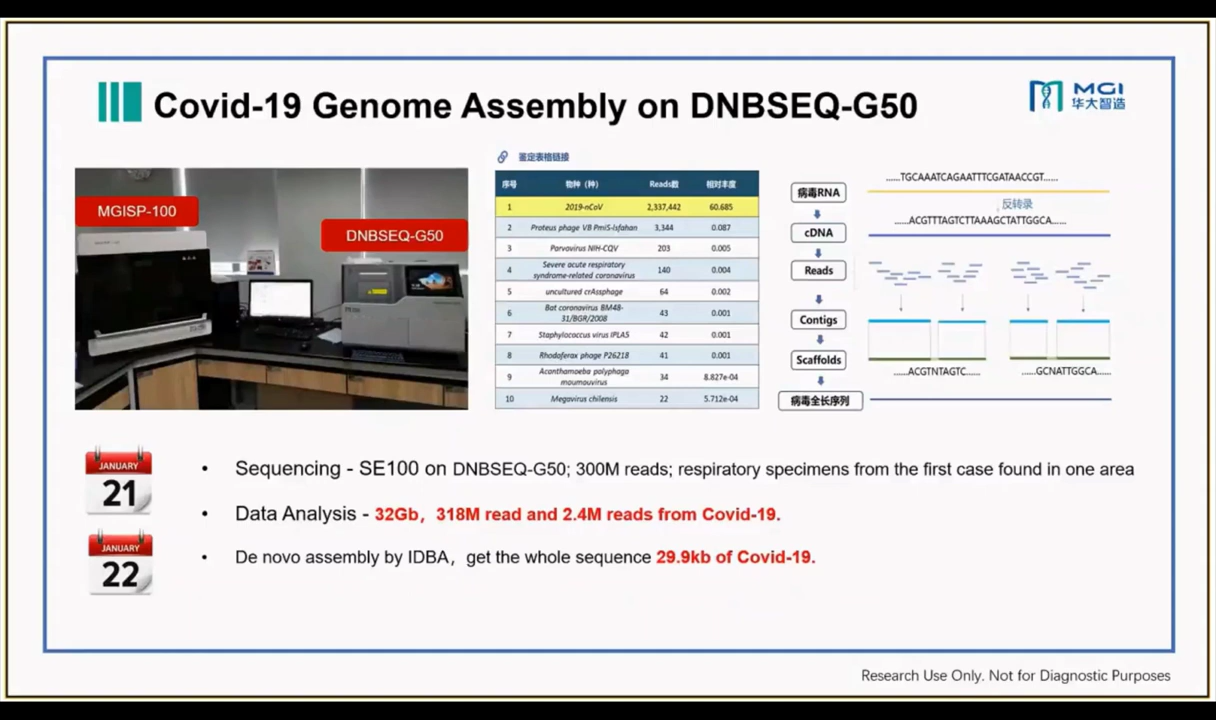 Covid-19 Genome Assembly on DNBSEQ-G50
MGI
华大智造
MGISP-100
DNBSEQ-G50
鉴定表格链接
序号 物种（种） Reads数 相对丰度
1 2019-nCoV 2,337,442 60.685
2 Proteus phage VB PmiS-Isfahan 3,344 0.087
3 Parvovirus NIH-CQV 203 0.005
4 Severe acute respiratory syndrome-related coronavirus 140 0.004
5 uncultured crAssphage 64 0.002
6 Bat coronavirus BM48-31/BGR/2008 43 0.001
7 Staphylococcus virus IPLA5 42 0.001
8 Rhodoferax phage P26218 41 0.001
9 Acanthamoeba polyphaga moumouvirus 34 8.827e-04
10 Megavirus chilensis 22 5.712e-04
病毒RNA
cDNA
Reads
Contigs
Scaffolds
病毒全长序列
......TGCAAATCAGAATTTCGATAACCGT......
反转录
......ACGTTTAGTCTTAAAGCTATTGGCA......
......ACGTNTAGTC...... ......GCNATTGGCA......
JANUARY
21
JANUARY
22
• Sequencing - SE100 on DNBSEQ-G50; 300M reads; respiratory specimens from the first case found in one area
• Data Analysis - 32Gb，318M read and 2.4M reads from Covid-19.
• De novo assembly by IDBA，get the whole sequence 29.9kb of Covid-19.
Research Use Only. Not for Diagnostic Purposes